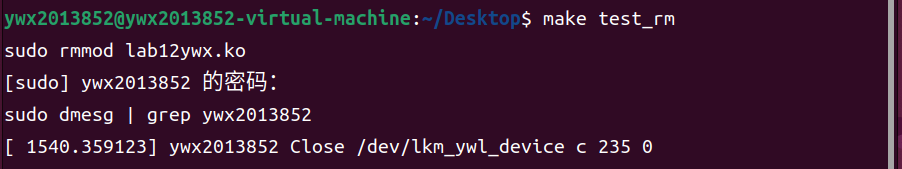 ywx2013852@ywx2013852-virtual-machine:~/Desktop$ make test_rm
sudo rmmod lab12ywx.ko
[sudo] ywx2013852 的密码：
sudo dmesg | grep ywx2013852
[ 1540.359123] ywx2013852 Close /dev/lkm_ywl_device c 235 0